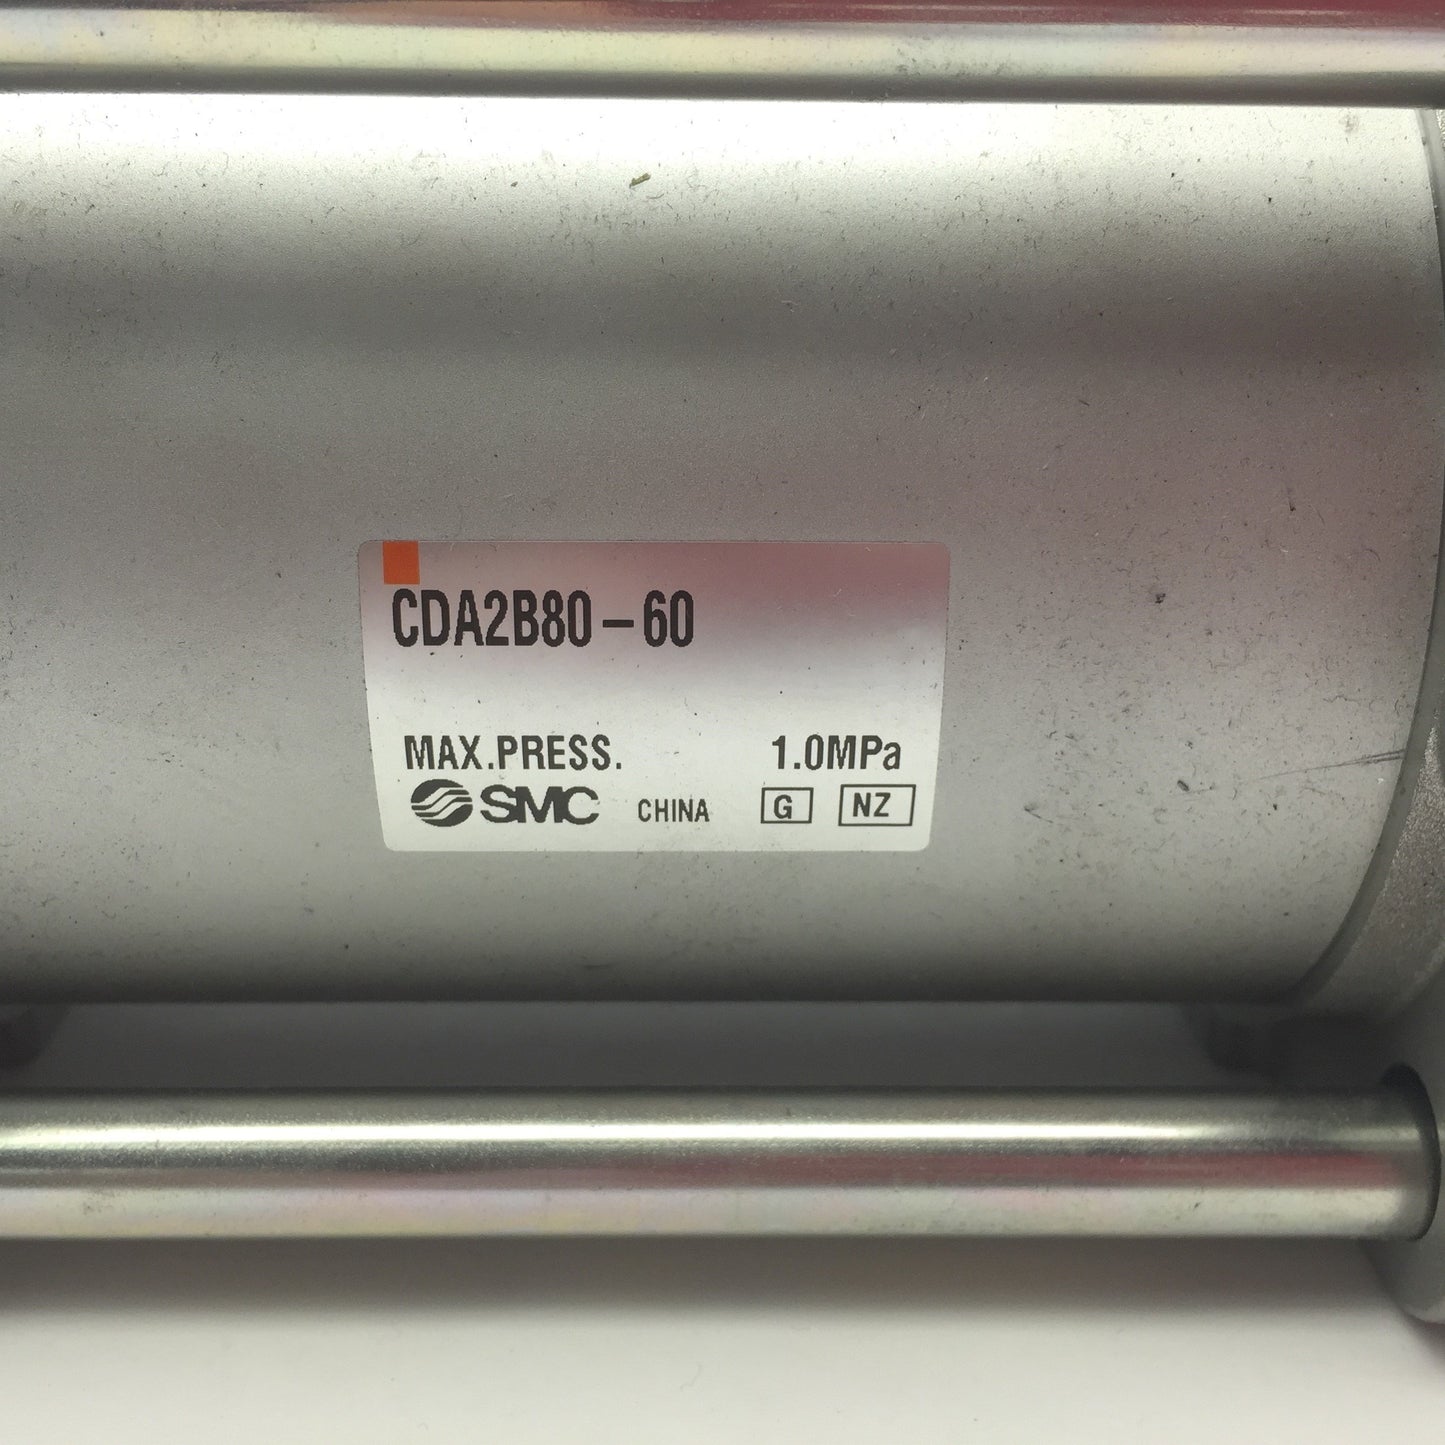 CDA2B80-60
MAX.PRESS. 1.0MPa
SMC CHINA G NZ